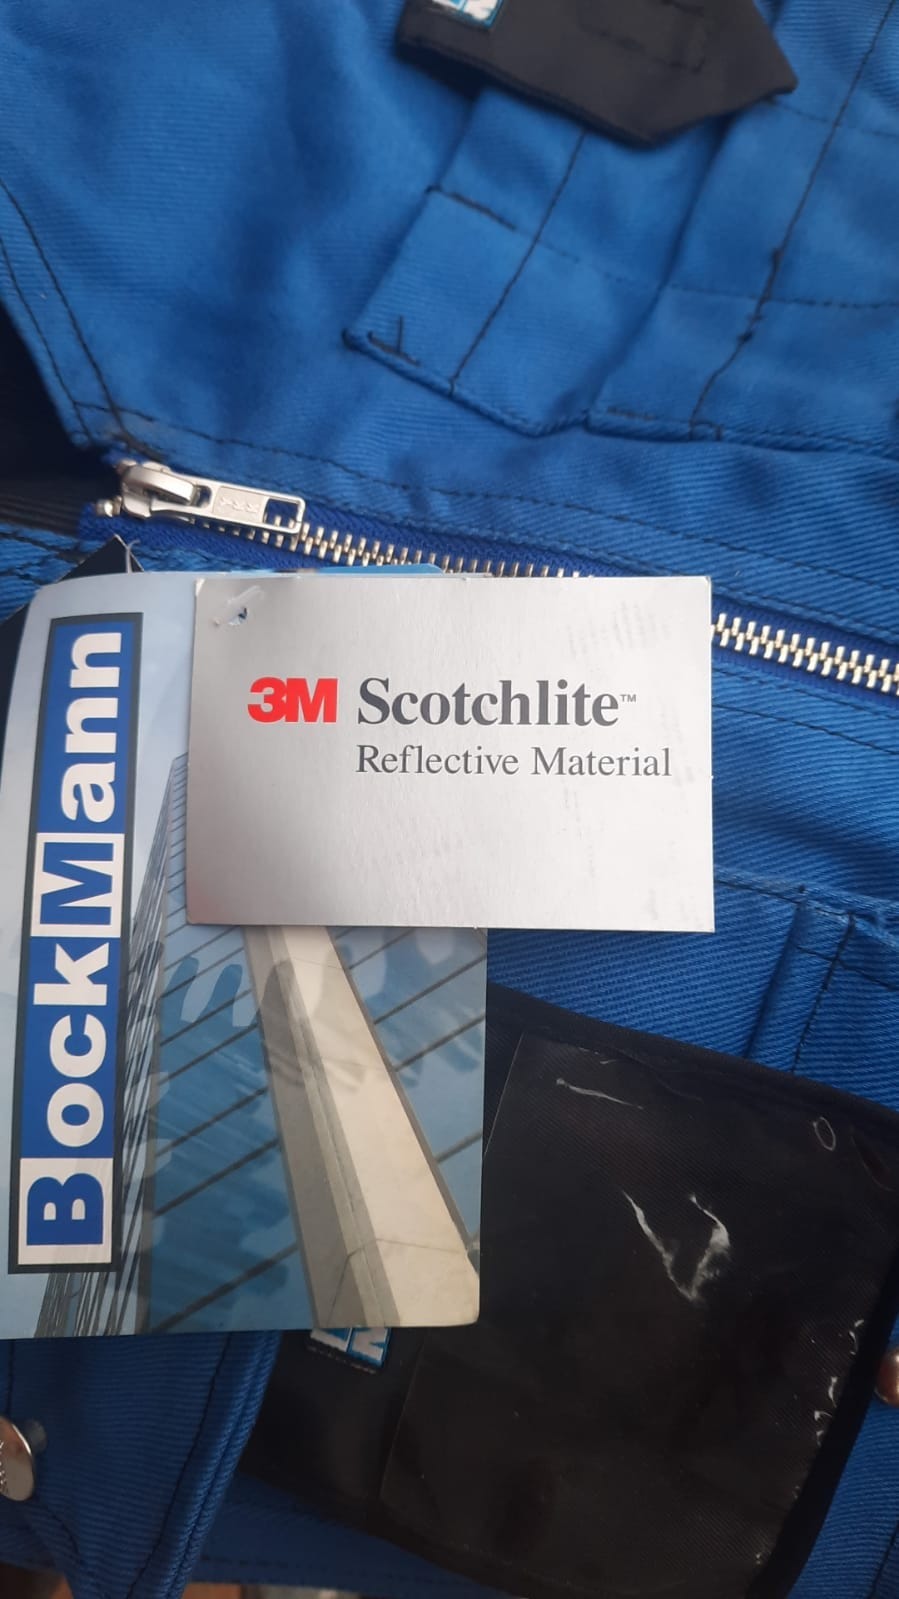 3M Scotchlite™
Reflective Material
BockMann